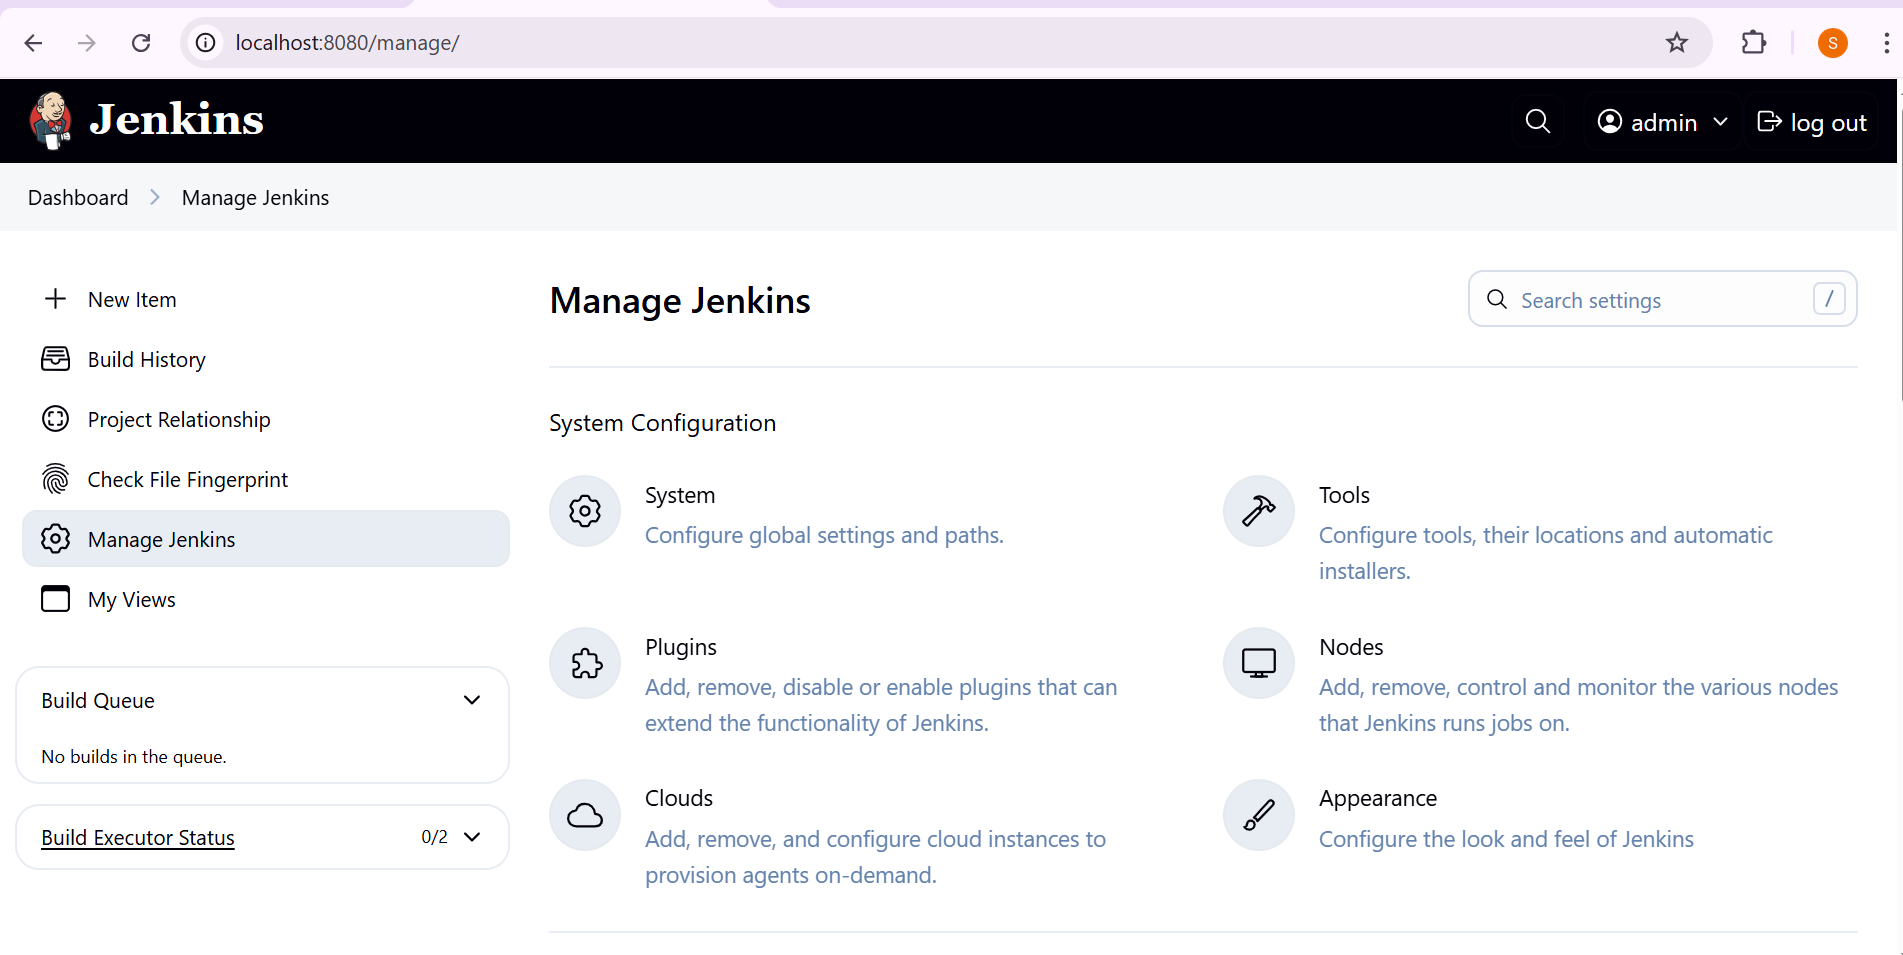 localhost:8080/manage/
S
Jenkins
admin
log out
Dashboard
Manage Jenkins
New Item
Build History
Project Relationship
Check File Fingerprint
Manage Jenkins
My Views
Build Queue
No builds in the queue.
Build Executor Status
0/2
Manage Jenkins
Search settings
/
System Configuration
System
Configure global settings and paths.
Tools
Configure tools, their locations and automatic
installers.
Plugins
Add, remove, disable or enable plugins that can
extend the functionality of Jenkins.
Nodes
Add, remove, control and monitor the various nodes
that Jenkins runs jobs on.
Clouds
Add, remove, and configure cloud instances to
provision agents on-demand.
Appearance
Configure the look and feel of Jenkins